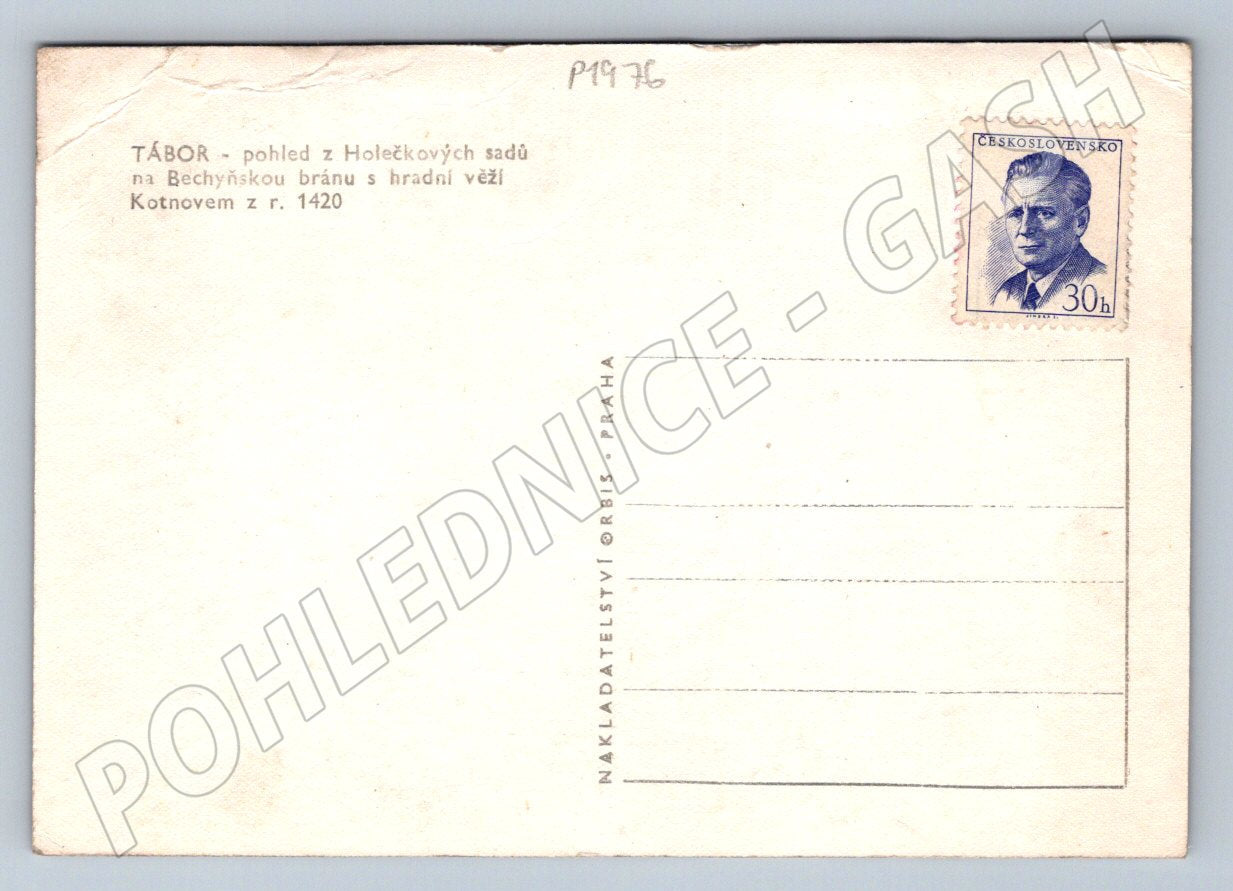 P1976
TÁBOR - pohled z Holečkových sadů
na Bechyňskou bránu s hradní věží
Kotnovem z r. 1420
ČESKOSLOVENSKO
30h
NAKLADATELSTVÍ ORBIS · PRAHA
POHLEDNICE - GASH